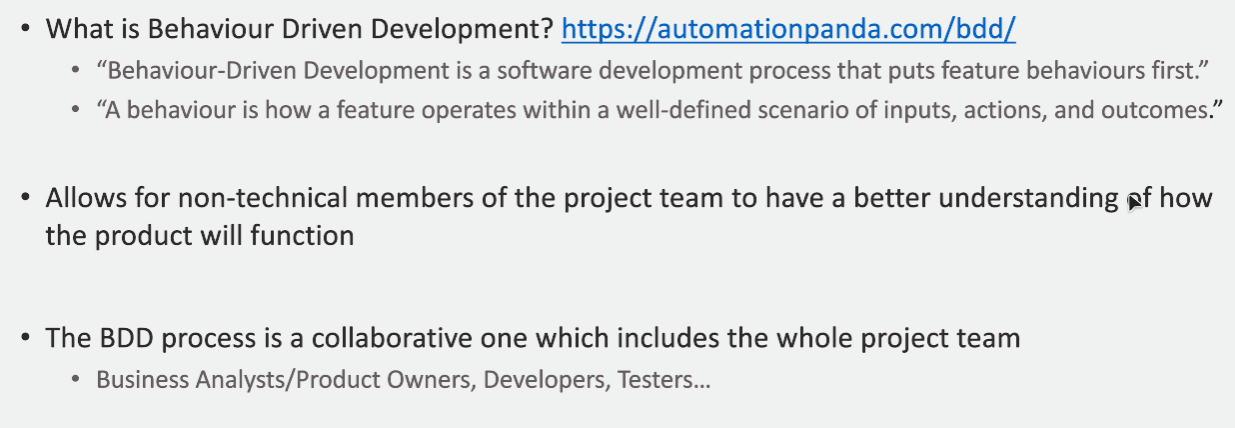 • What is Behaviour Driven Development? https://automationpanda.com/bdd/
• “Behaviour-Driven Development is a software development process that puts feature behaviours first.”
• “A behaviour is how a feature operates within a well-defined scenario of inputs, actions, and outcomes.”
• Allows for non-technical members of the project team to have a better understanding of how
the product will function
• The BDD process is a collaborative one which includes the whole project team
• Business Analysts/Product Owners, Developers, Testers...